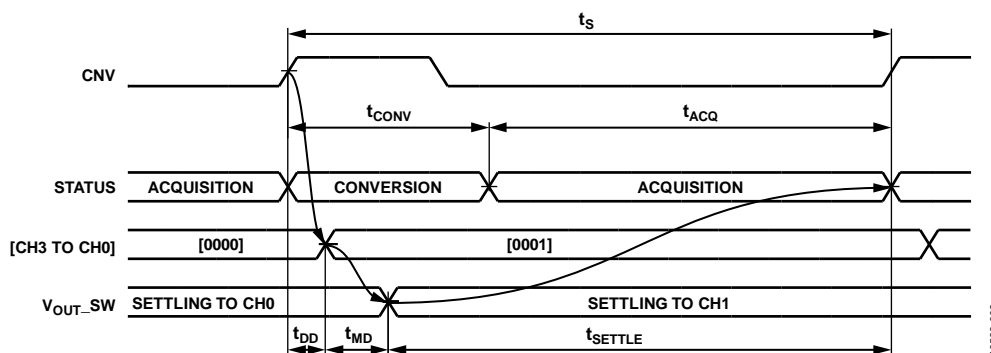 tS
CNV
tCONV
tACQ
STATUS
ACQUISITION
CONVERSION
ACQUISITION
[CH3 TO CH0]
[0000]
[0001]
VOUT_SW
SETTLING TO CH0
SETTLING TO CH1
tDD
tMD
tSETTLE